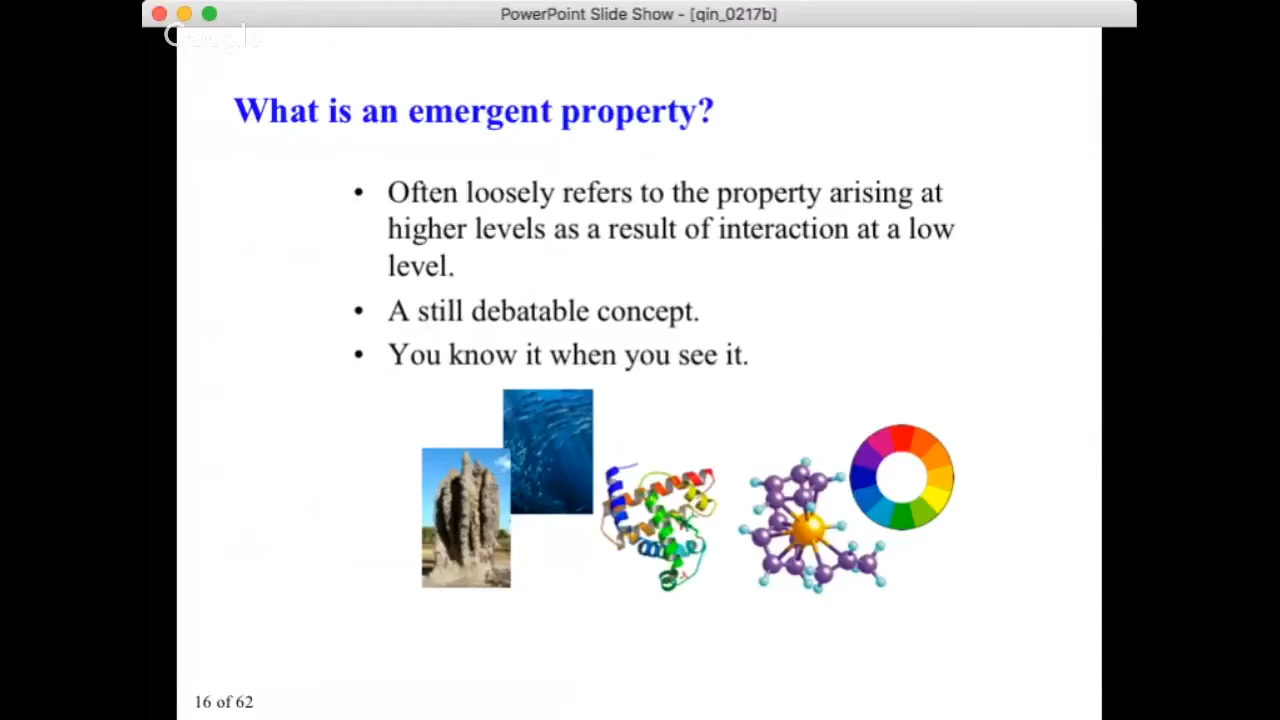 PowerPoint Slide Show - [qin_0217b]
Google
What is an emergent property?
• Often loosely refers to the property arising at
higher levels as a result of interaction at a low
level.
• A still debatable concept.
• You know it when you see it.
16 of 62